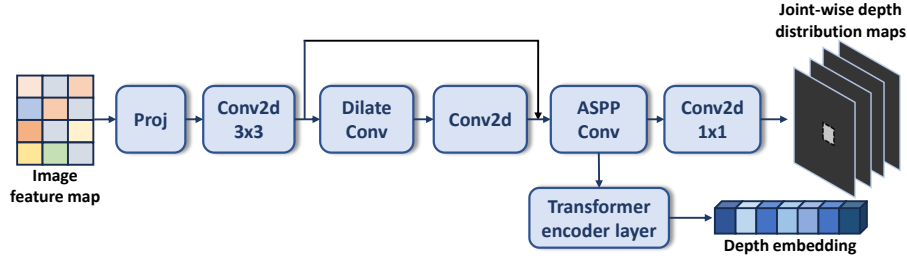 Joint-wise depth
distribution maps
Proj
Conv2d
3x3
Dilate
Conv
Conv2d
ASPP
Conv
Conv2d
1x1
Image
feature map
Transformer
encoder layer
Depth embedding